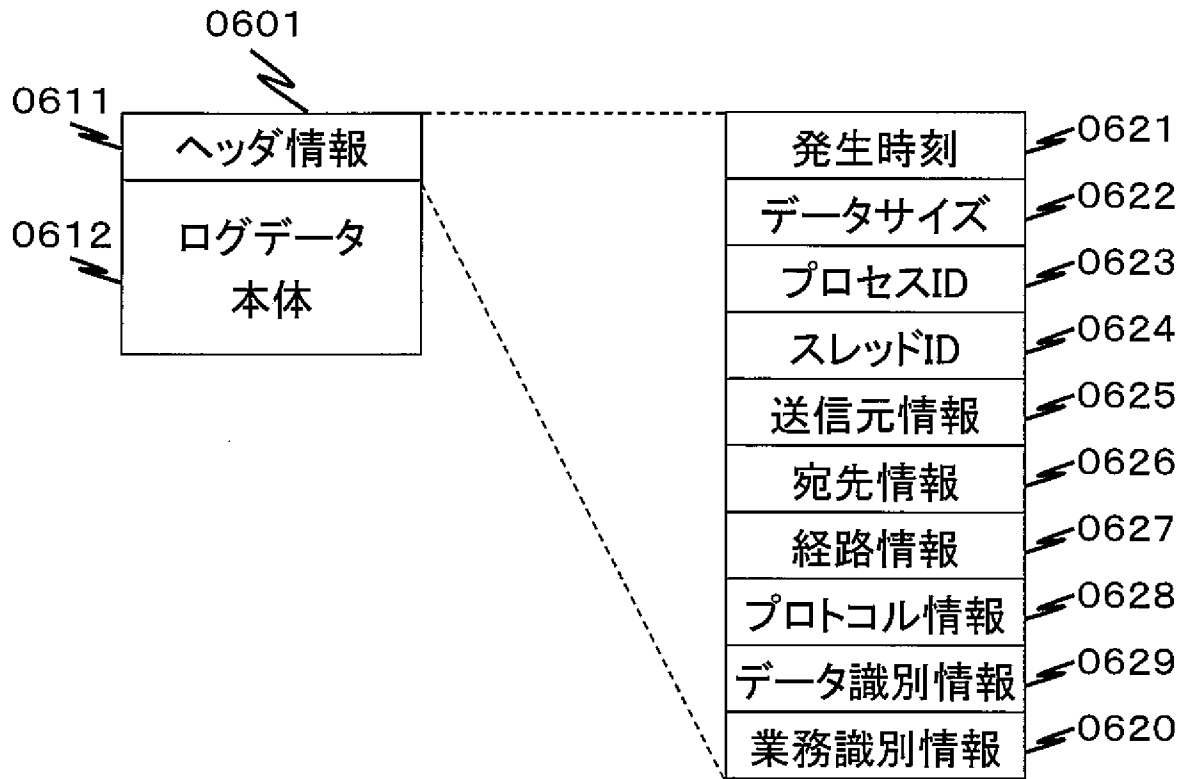 0601
0611
ヘッダ情報
0612
ログデータ
本体
発生時刻
0621
データサイズ
0622
プロセスID
0623
スレッドID
0624
送信元情報
0625
宛先情報
0626
経路情報
0627
プロトコル情報
0628
データ識別情報
0629
業務識別情報
0620